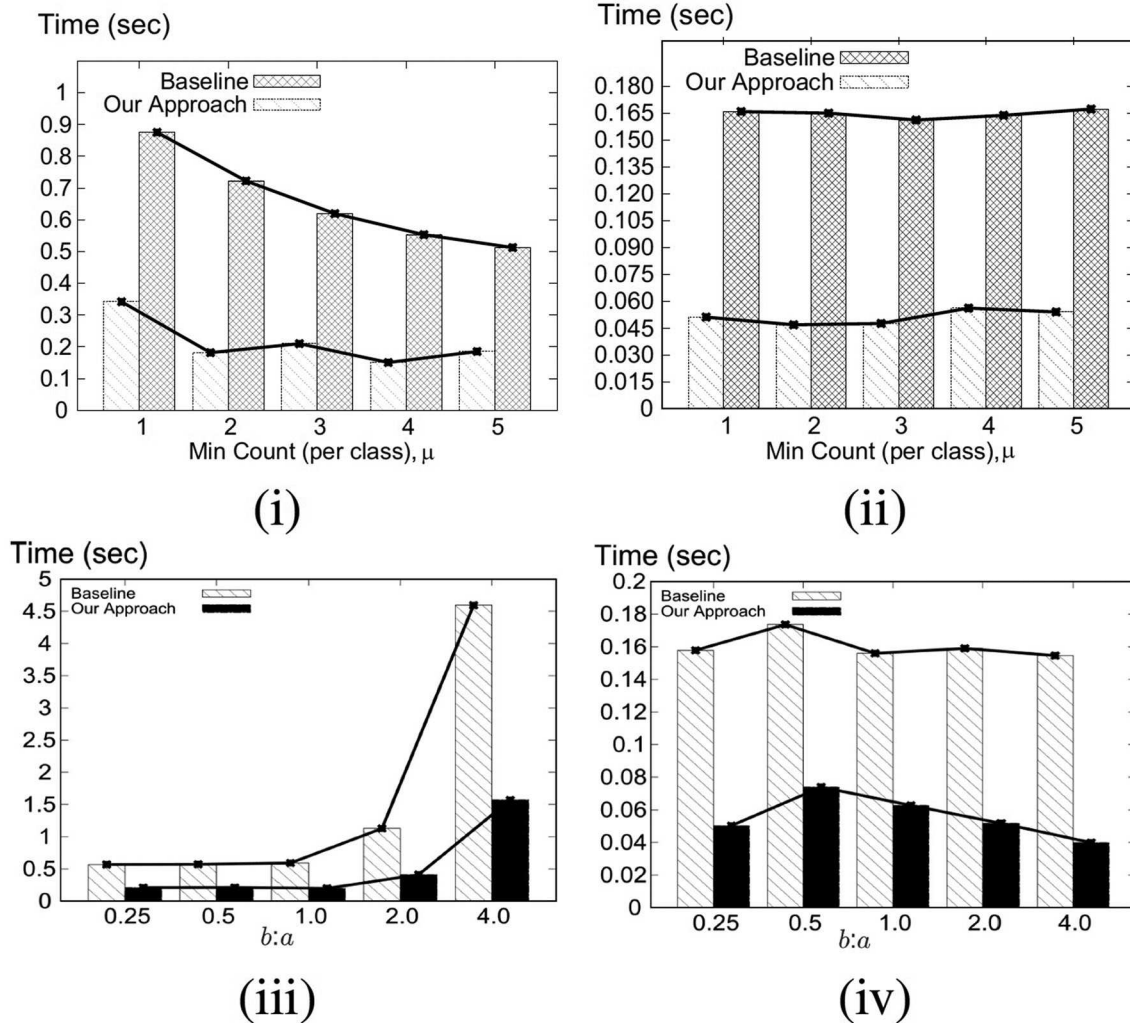 Time (sec)
Baseline
Our Approach
1
0.9
0.8
0.7
0.6
0.5
0.4
0.3
0.2
0.1
0
1 2 3 4 5
Min Count (per class), μ
(i)
Time (sec)
Baseline
Our Approach
0.180
0.165
0.150
0.135
0.120
0.105
0.090
0.075
0.060
0.045
0.030
0.015
0
1 2 3 4 5
Min Count (per class), μ
(ii)
Time (sec)
Baseline
Our Approach
5
4.5
4
3.5
3
2.5
2
1.5
1
0.5
0
0.25 0.5 1.0 2.0 4.0
b:a
(iii)
Time (sec)
Baseline
Our Approach
0.2
0.18
0.16
0.14
0.12
0.1
0.08
0.06
0.04
0.02
0
0.25 0.5 1.0 2.0 4.0
b:a
(iv)